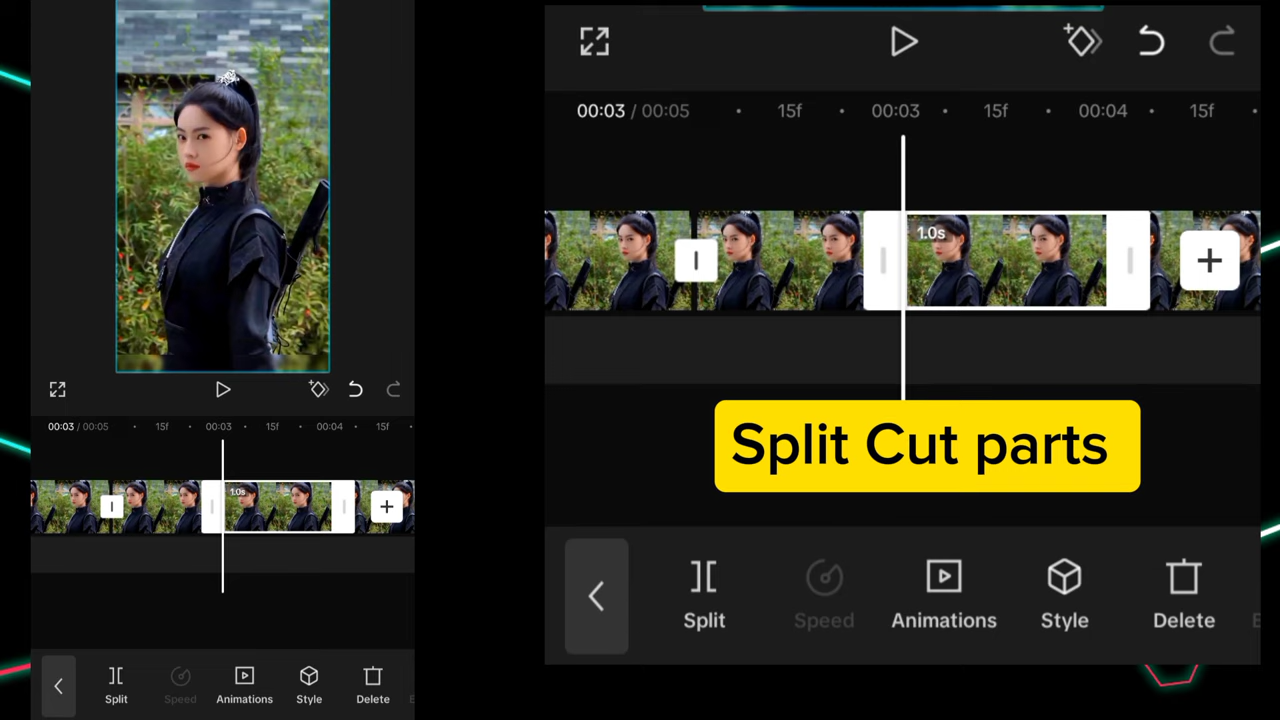 00:03 / 00:05 15f 00:03 15f 00:04 15f
1.0s
Split Speed Animations Style Delete
00:03 / 00:05 15f 00:03 15f 00:04 15f
1.0s
Split Cut parts
Split Speed Animations Style Delete